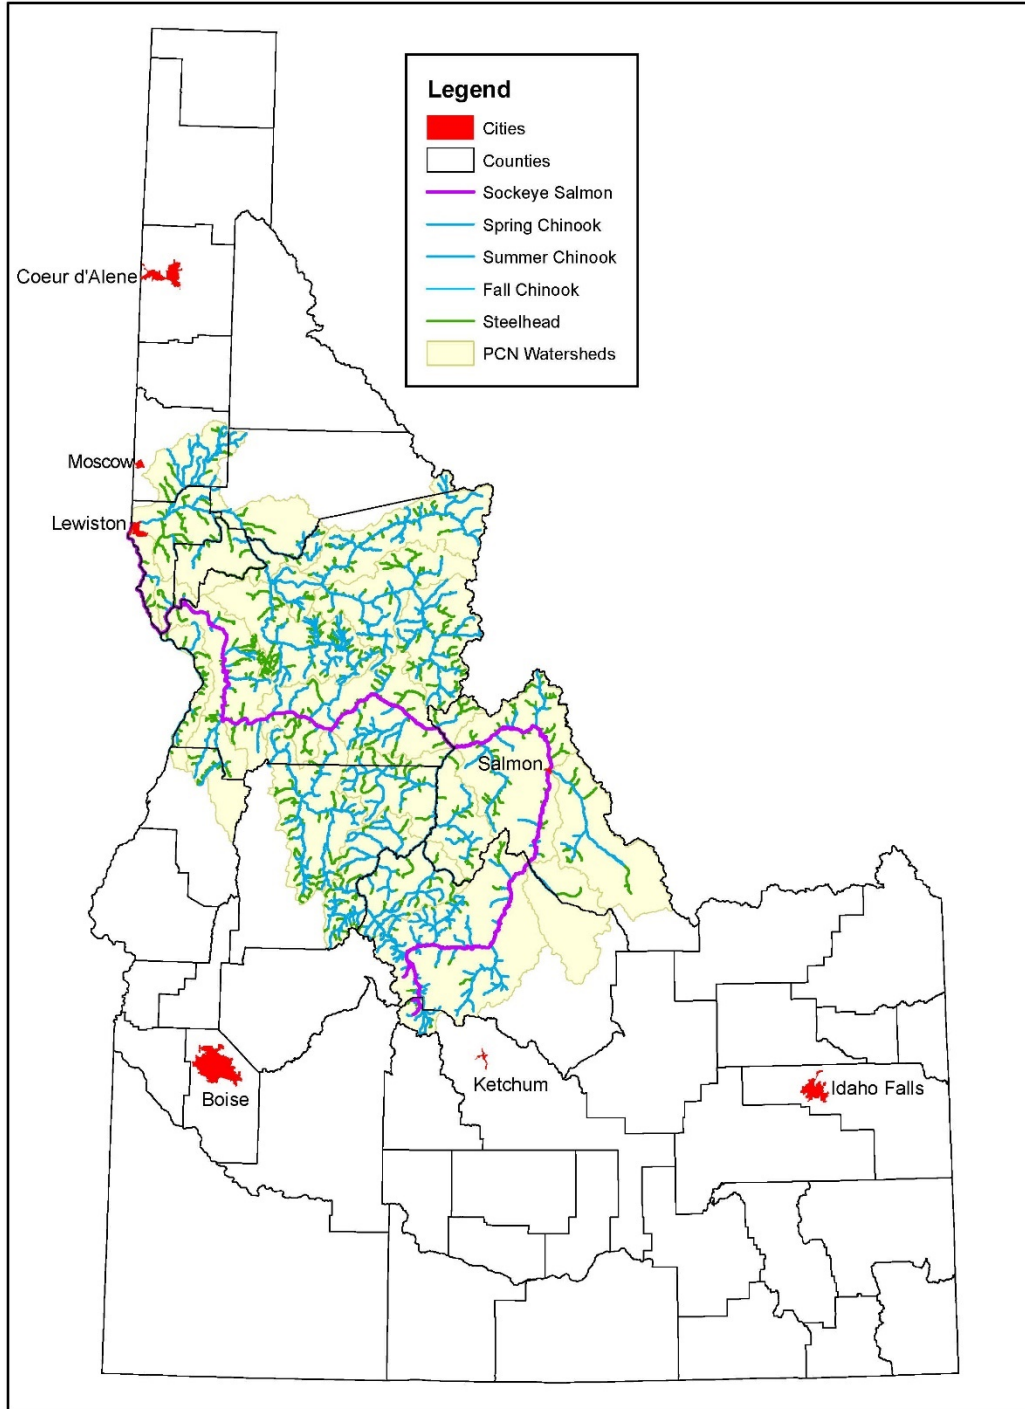 Legend
Cities
Counties
Sockeye Salmon
Spring Chinook
Summer Chinook
Fall Chinook
Steelhead
PCN Watersheds
Coeur d'Alene
Moscow
Lewiston
Salmon
Boise
Ketchum
Idaho Falls